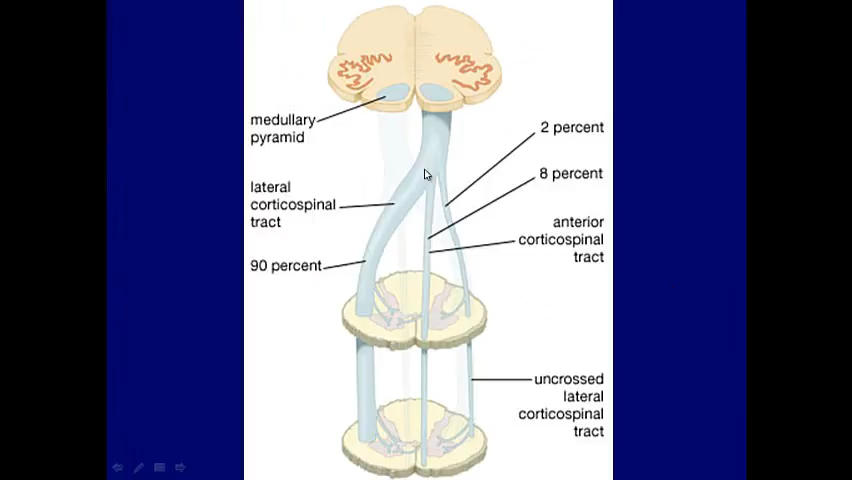 medullary
pyramid
lateral
corticospinal
tract
90 percent
2 percent
8 percent
anterior
corticospinal
tract
uncrossed
lateral
corticospinal
tract